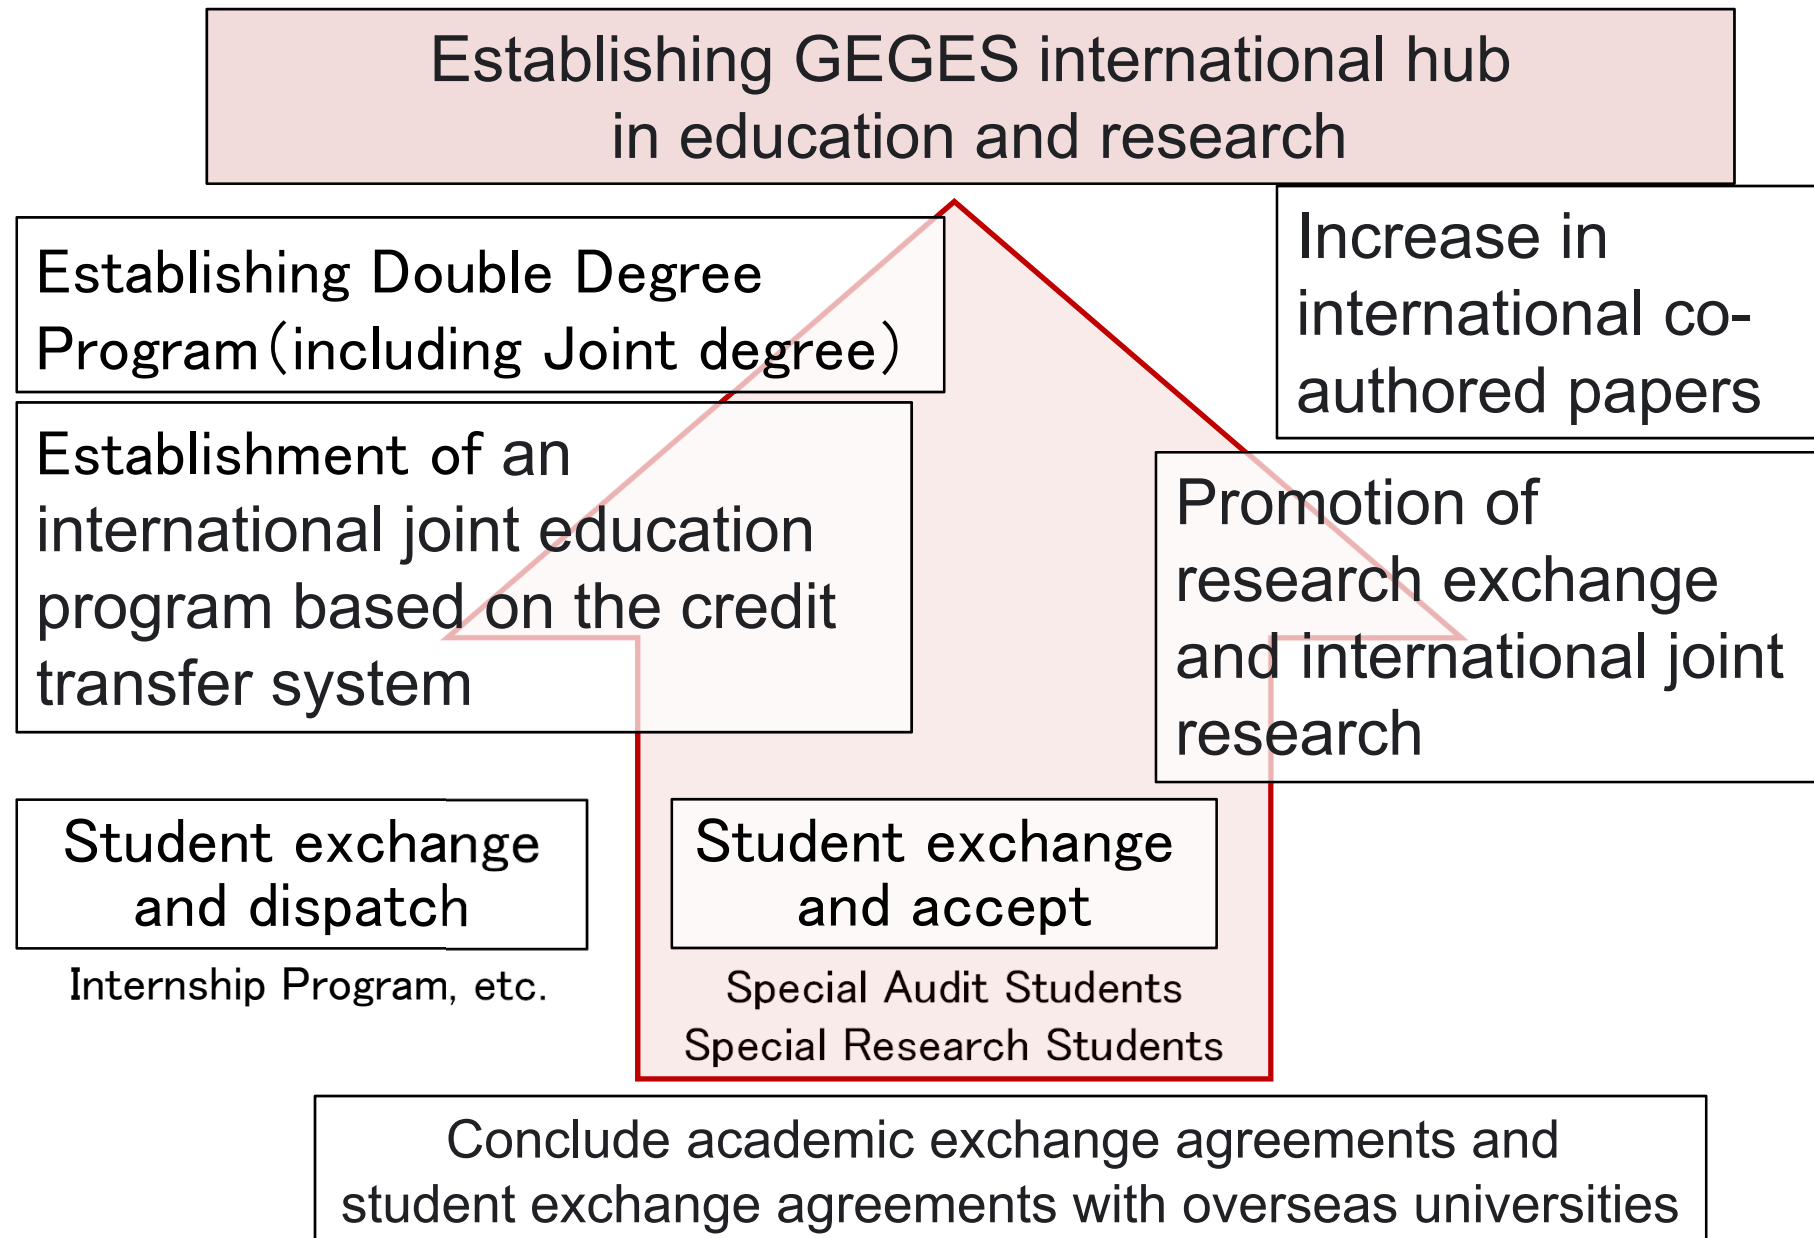 Establishing GEGES international hub
in education and research
Establishing Double Degree
Program（including Joint degree）
Increase in
international co-
authored papers
Establishment of an
international joint education
program based on the credit
transfer system
Promotion of
research exchange
and international joint
research
Student exchange
and dispatch
Internship Program, etc.
Student exchange
and accept
Special Audit Students
Special Research Students
Conclude academic exchange agreements and
student exchange agreements with overseas universities